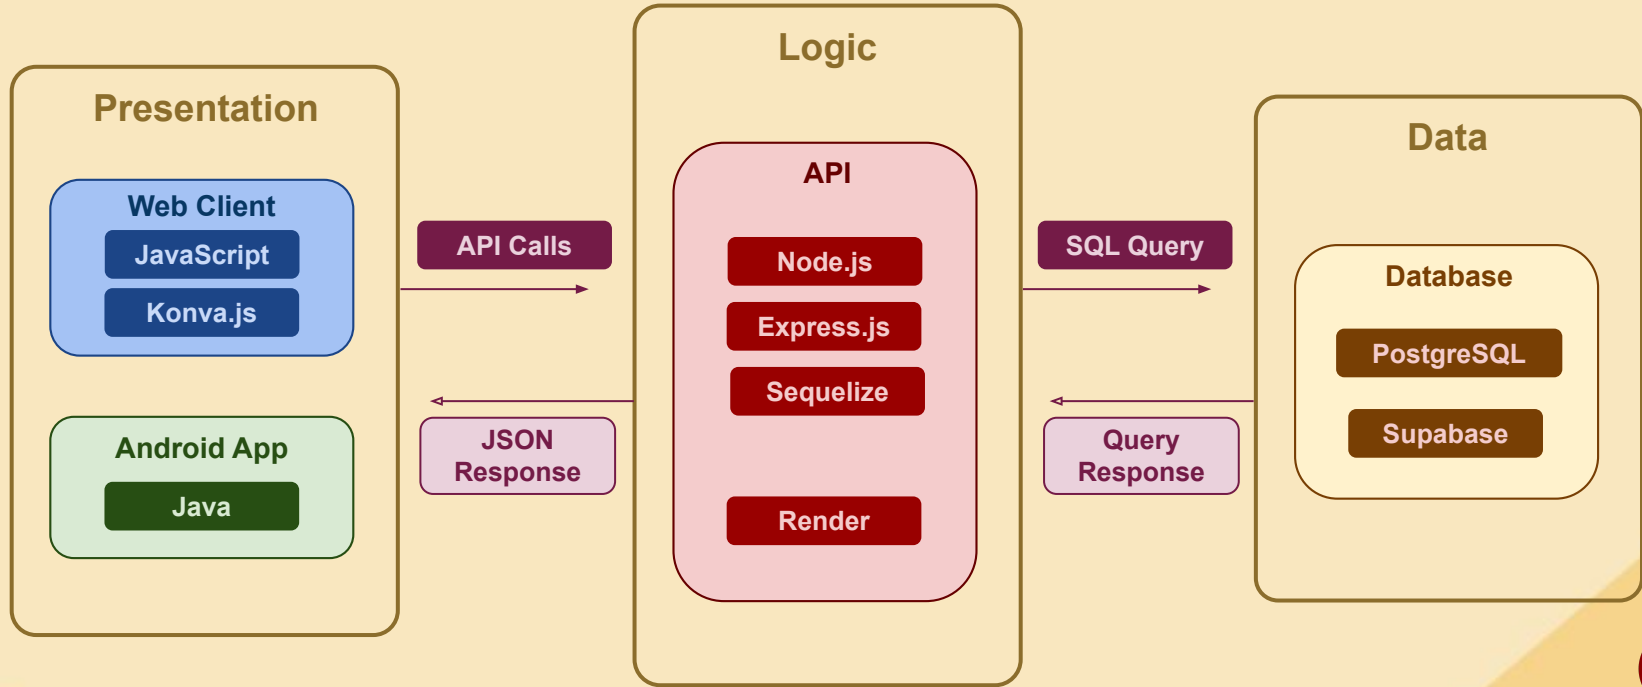 Presentation
Web Client
JavaScript
Konva.js
Android App
Java
API Calls
JSON
Response
Logic
API
Node.js
Express.js
Sequelize
Render
SQL Query
Query
Response
Data
Database
PostgreSQL
Supabase